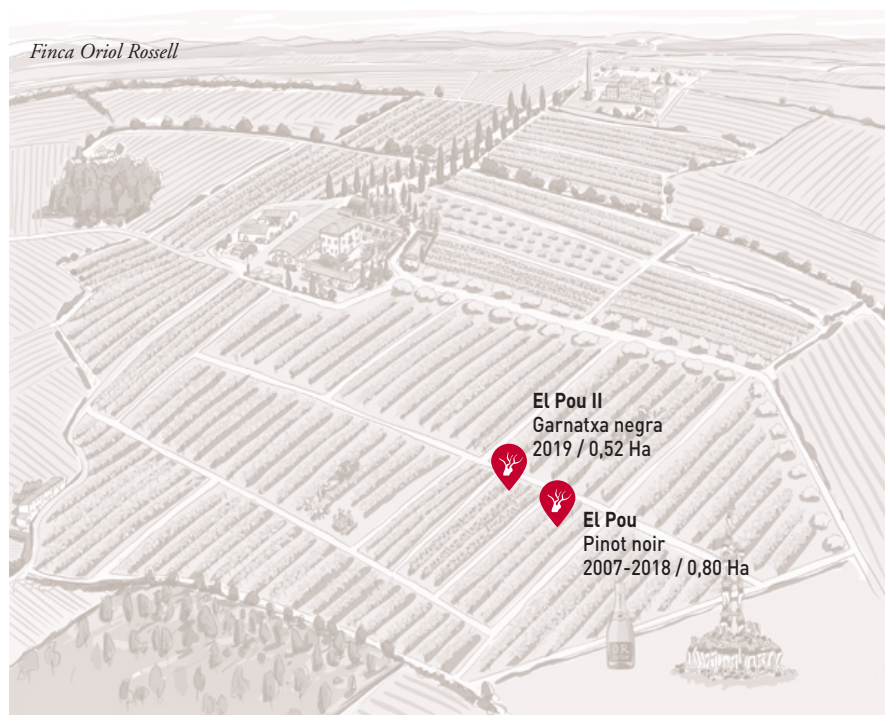 Finca Oriol Rossell
El Pou II
Garnatxa negra
2019 / 0,52 Ha
El Pou
Pinot noir
2007-2018 / 0,80 Ha